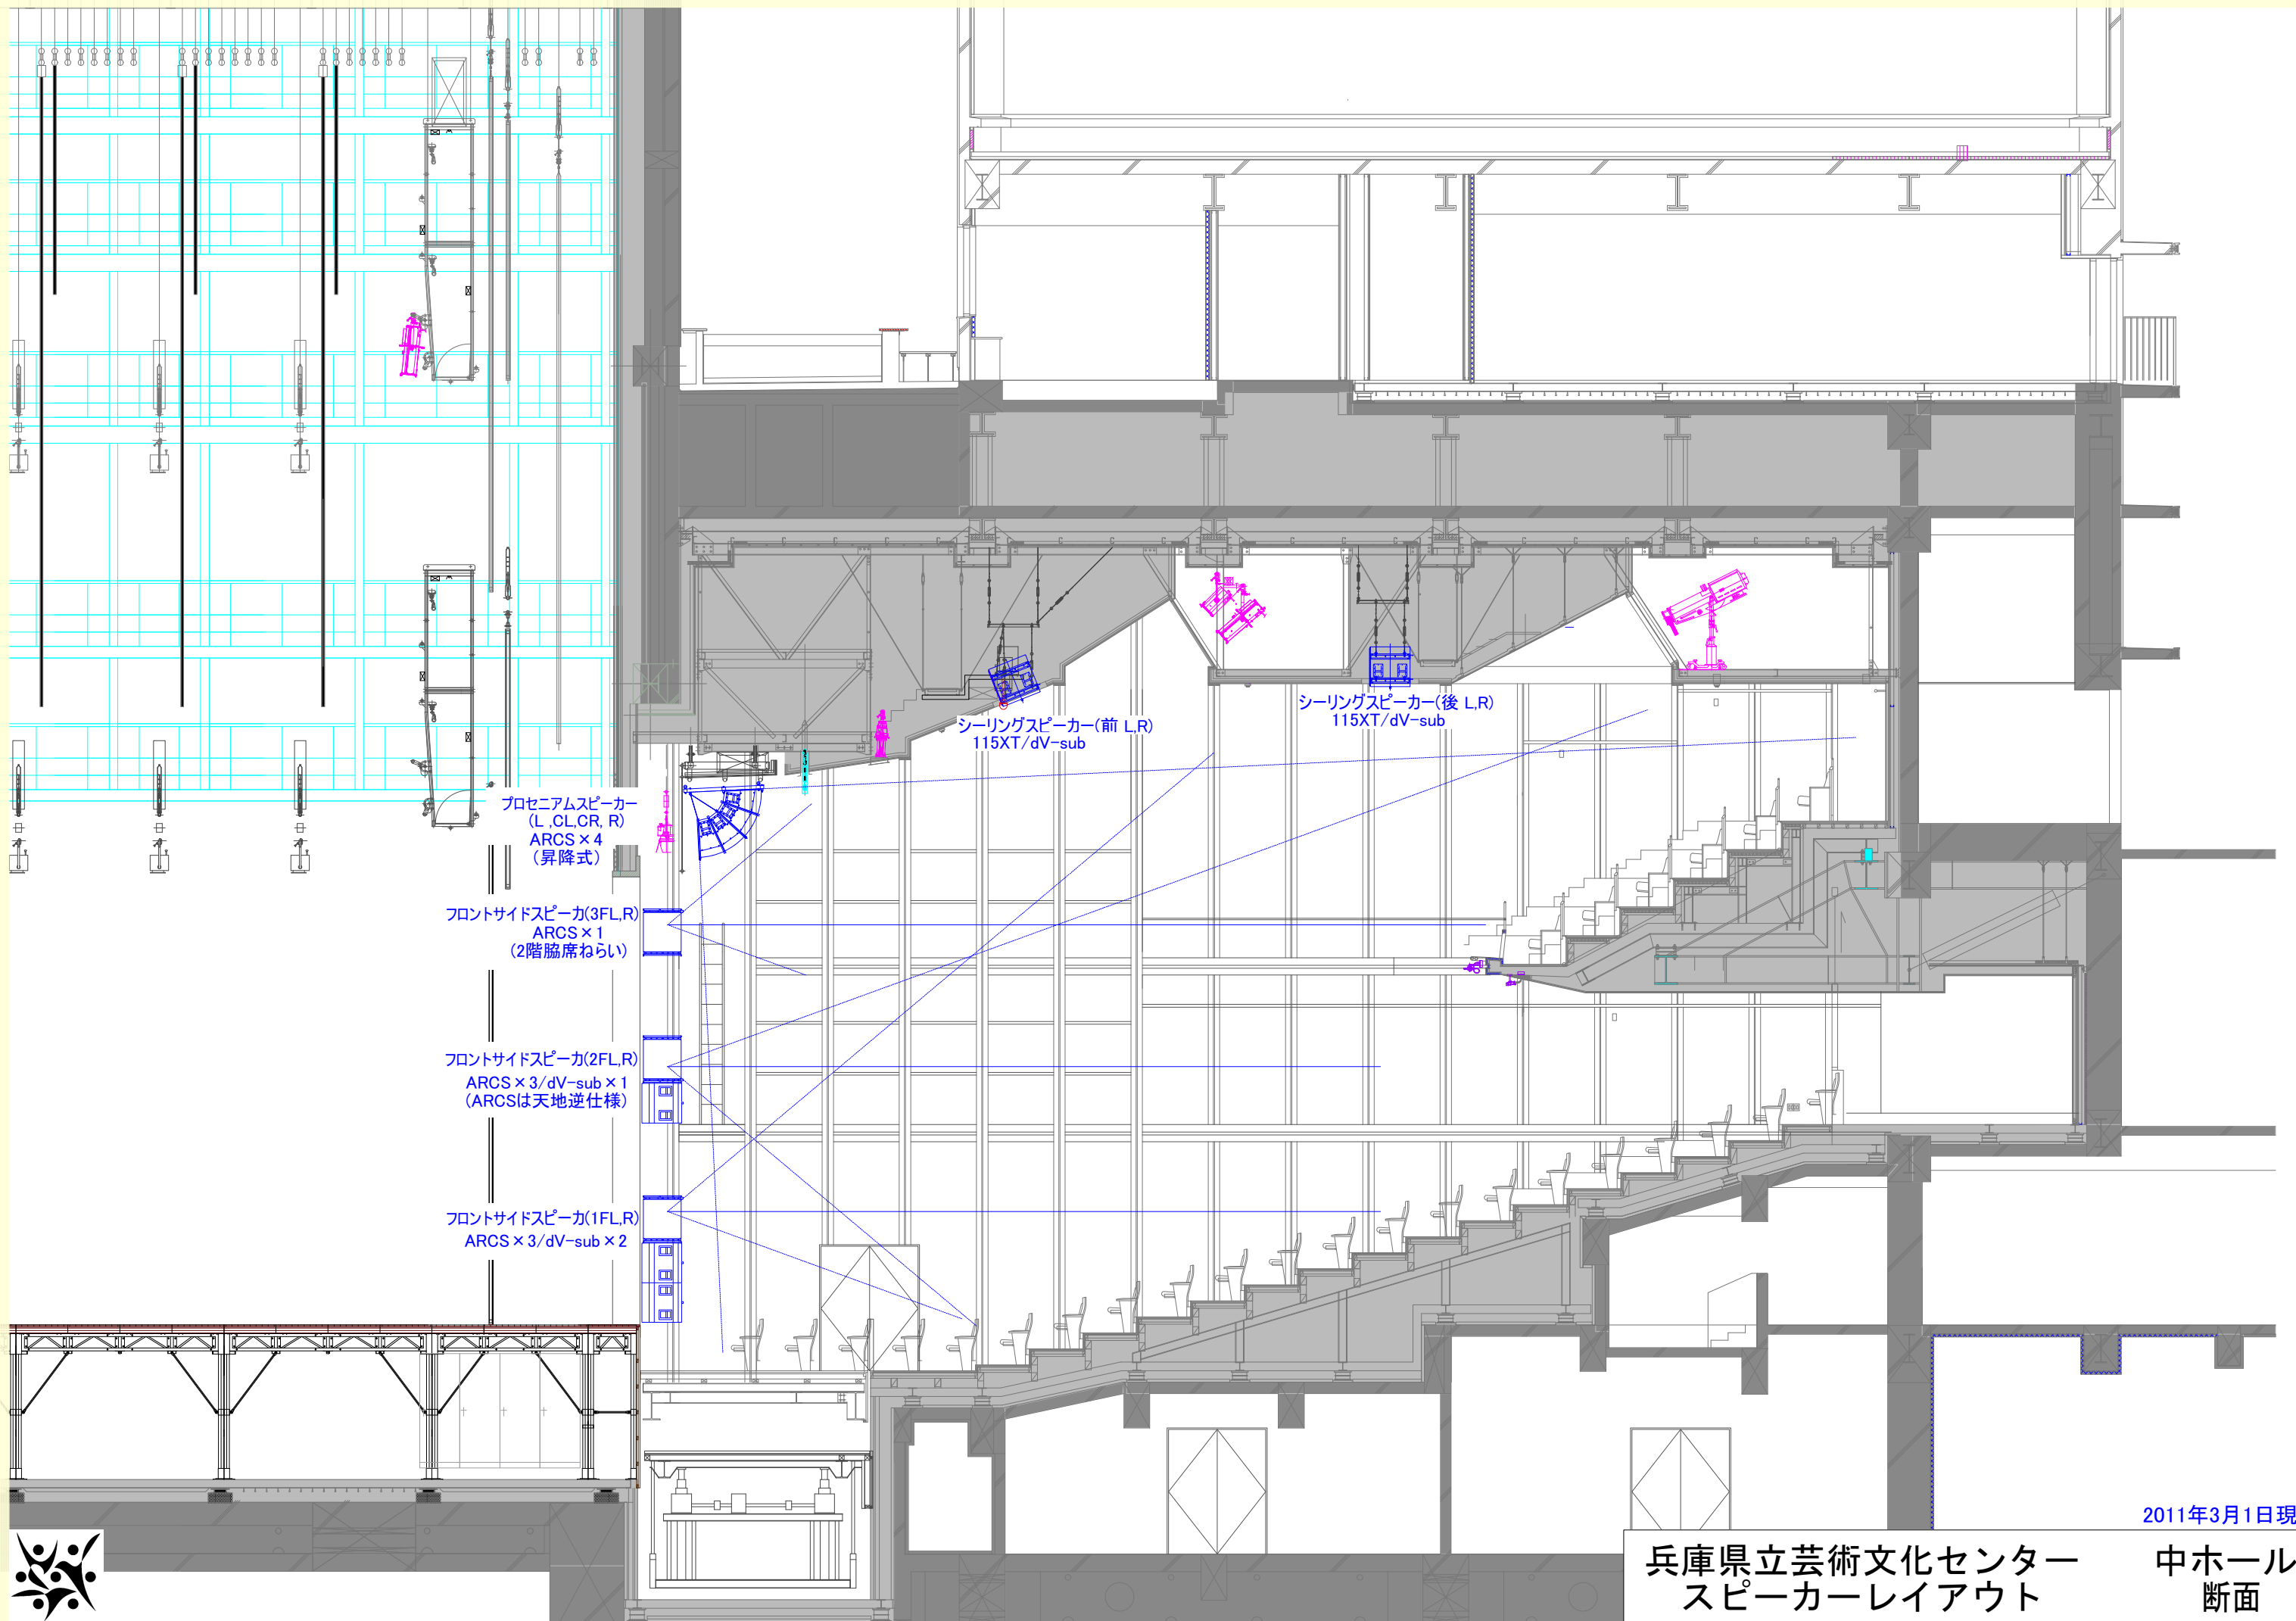 シーリングスピーカー(前 L,R)
115XT/dV-sub
シーリングスピーカー(後 L,R)
115XT/dV-sub
プロセニアムスピーカー
(L ,CL,CR, R)
ARCS×4
(昇降式)
フロントサイドスピーカ(3FL,R)
ARCS×1
(2階脇席ねらい)
フロントサイドスピーカ(2FL,R)
ARCS×3/dV-sub×1
(ARCSは天地逆仕様)
フロントサイドスピーカ(1FL,R)
ARCS×3/dV-sub×2
2011年3月1日現
兵庫県立芸術文化センター
スピーカーレイアウト
中ホール
断面